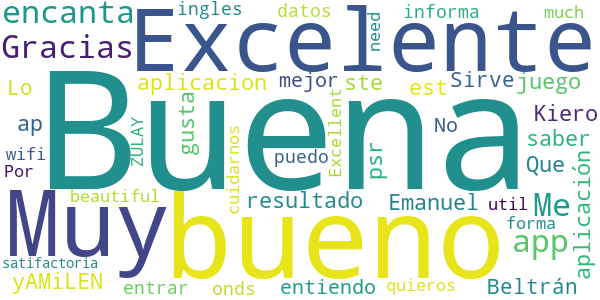 encanta
ingles
datos
need
informa
much
Gracias
Excelente
Lo
aplicacion
mejor
ste
est
Sirve
juego
ap
ZULAY
gusta
Buena
Excellent
No
Kiero
wifi
cuidarnos
puedo
psr
saber
Por
Que
aplicación
beautiful
Muy
bueno
resultado
Emanuel
util
Me
forma
app
satifactoria
yAMiLEN
entrar
onds
entiendo
quieros
Beltrán